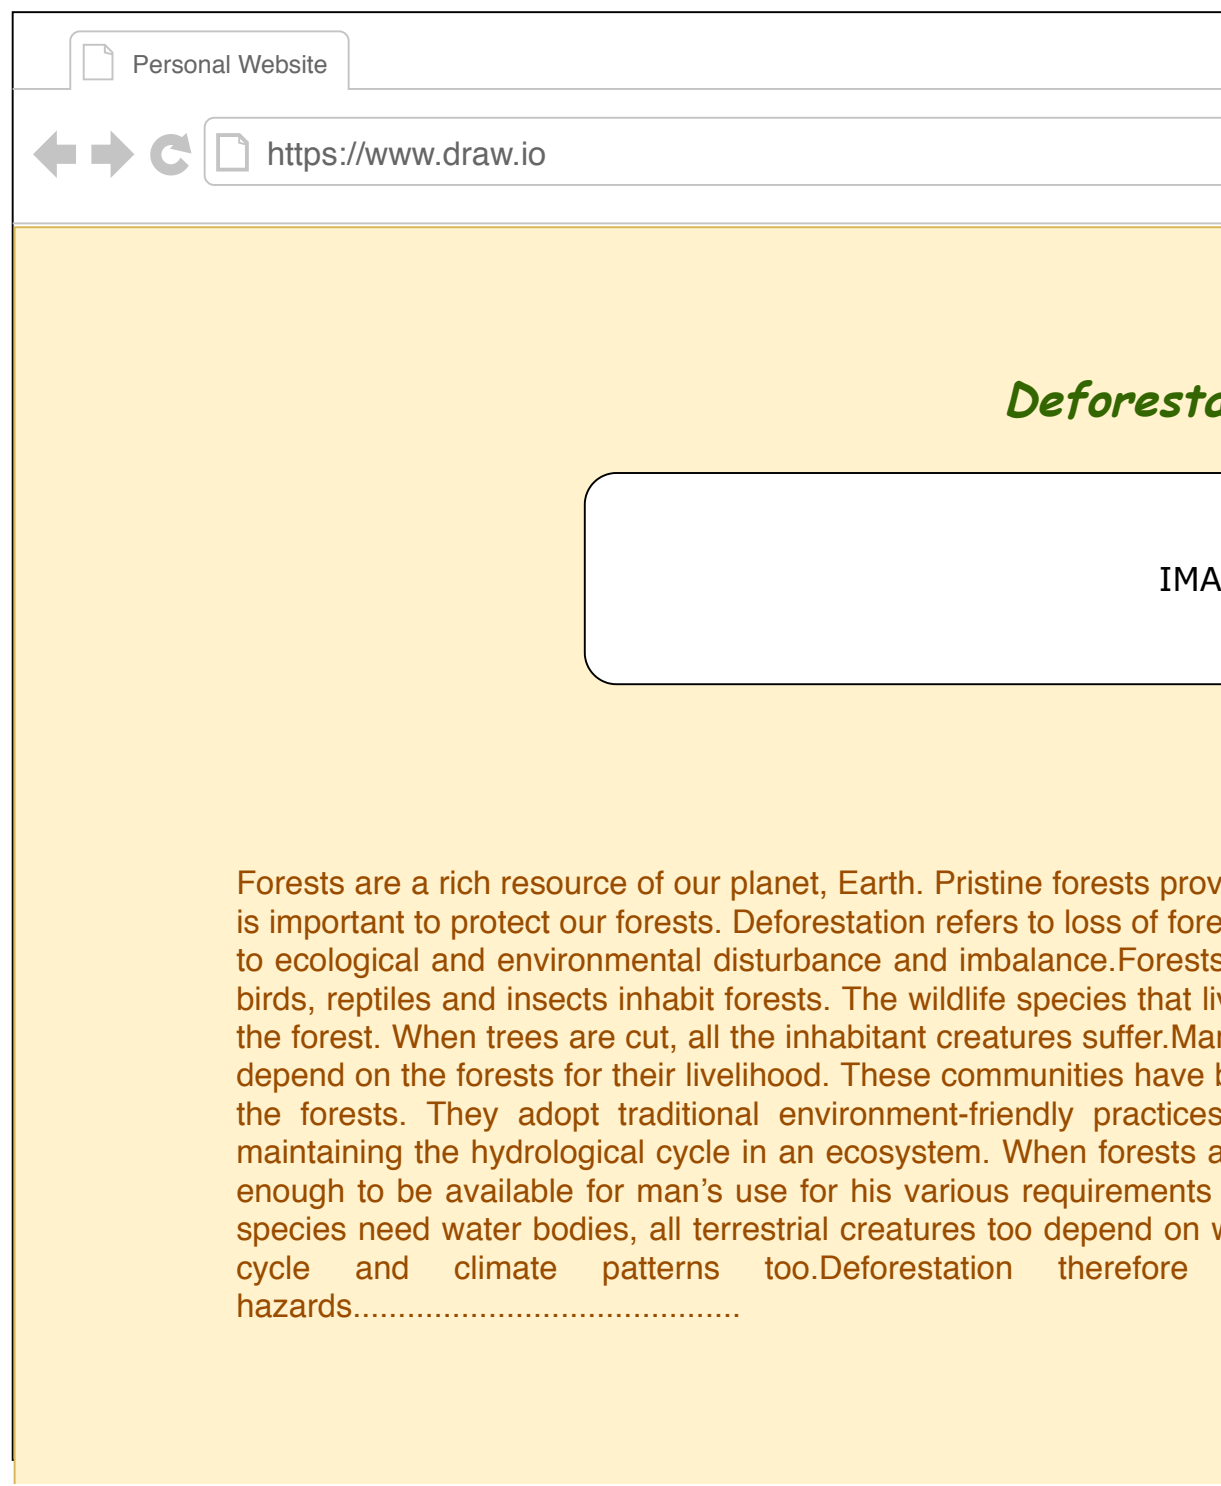 Personal Website
https://www.draw.io
Deforesta
IMA
Forests are a rich resource of our planet, Earth. Pristine forests prov
is important to protect our forests. Deforestation refers to loss of fore
to ecological and environmental disturbance and imbalance.Forests
birds, reptiles and insects inhabit forests. The wildlife species that liv
the forest. When trees are cut, all the inhabitant creatures suffer.Man
depend on the forests for their livelihood. These communities have b
the forests. They adopt traditional environment-friendly practices
maintaining the hydrological cycle in an ecosystem. When forests a
enough to be available for man’s use for his various requirements
species need water bodies, all terrestrial creatures too depend on w
cycle and climate patterns too.Deforestation therefore
hazards...........................................